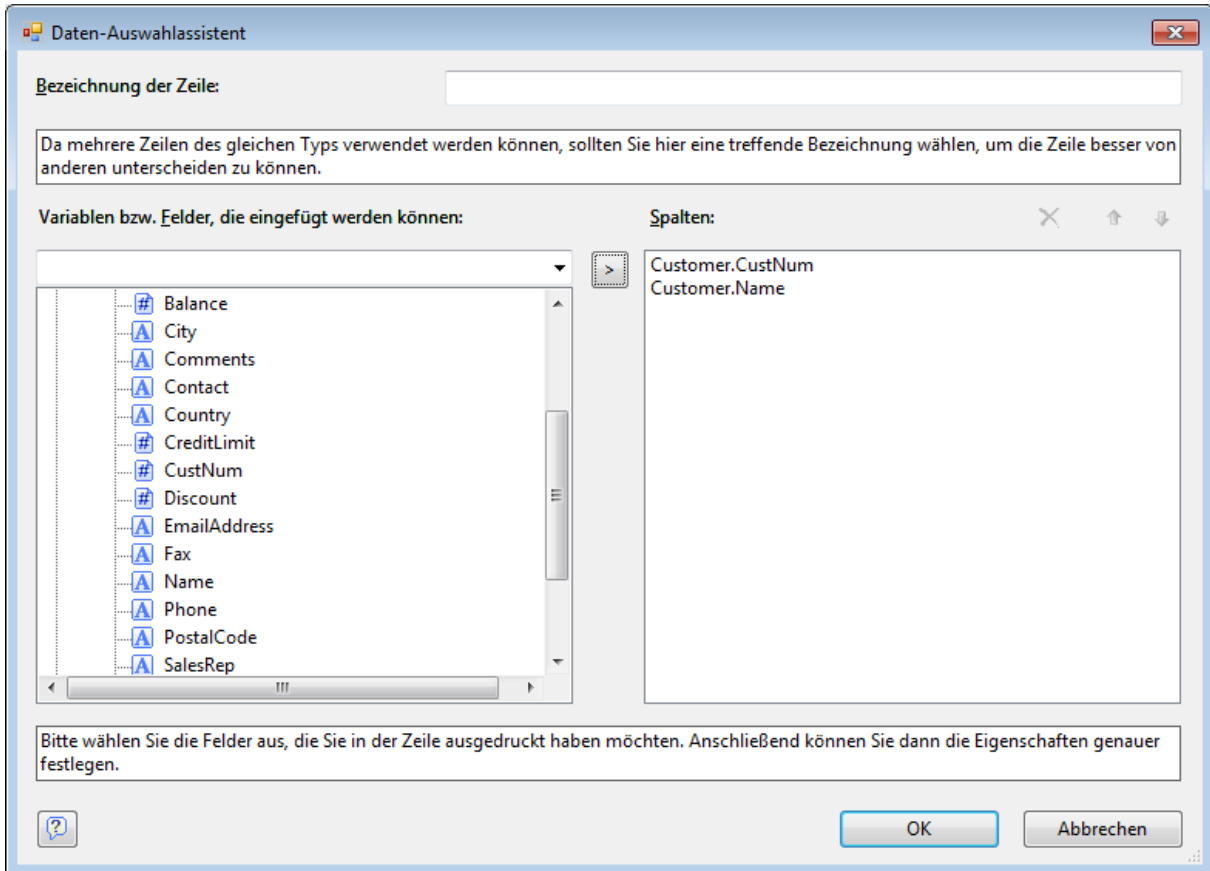 Daten-Auswahlassistent
Bezeichnung der Zeile:
Da mehrere Zeilen des gleichen Typs verwendet werden können, sollten Sie hier eine treffende Bezeichnung wählen, um die Zeile besser von
anderen unterscheiden zu können.
Variablen bzw. Felder, die eingefügt werden können:
Spalten:
>
Customer.CustNum
Customer.Name
# Balance
A City
A Comments
A Contact
A Country
# CreditLimit
# CustNum
# Discount
A EmailAddress
A Fax
A Name
A Phone
A PostalCode
A SalesRep
Bitte wählen Sie die Felder aus, die Sie in der Zeile ausgedruckt haben möchten. Anschließend können Sie dann die Eigenschaften genauer
festlegen.
?
OK
Abbrechen